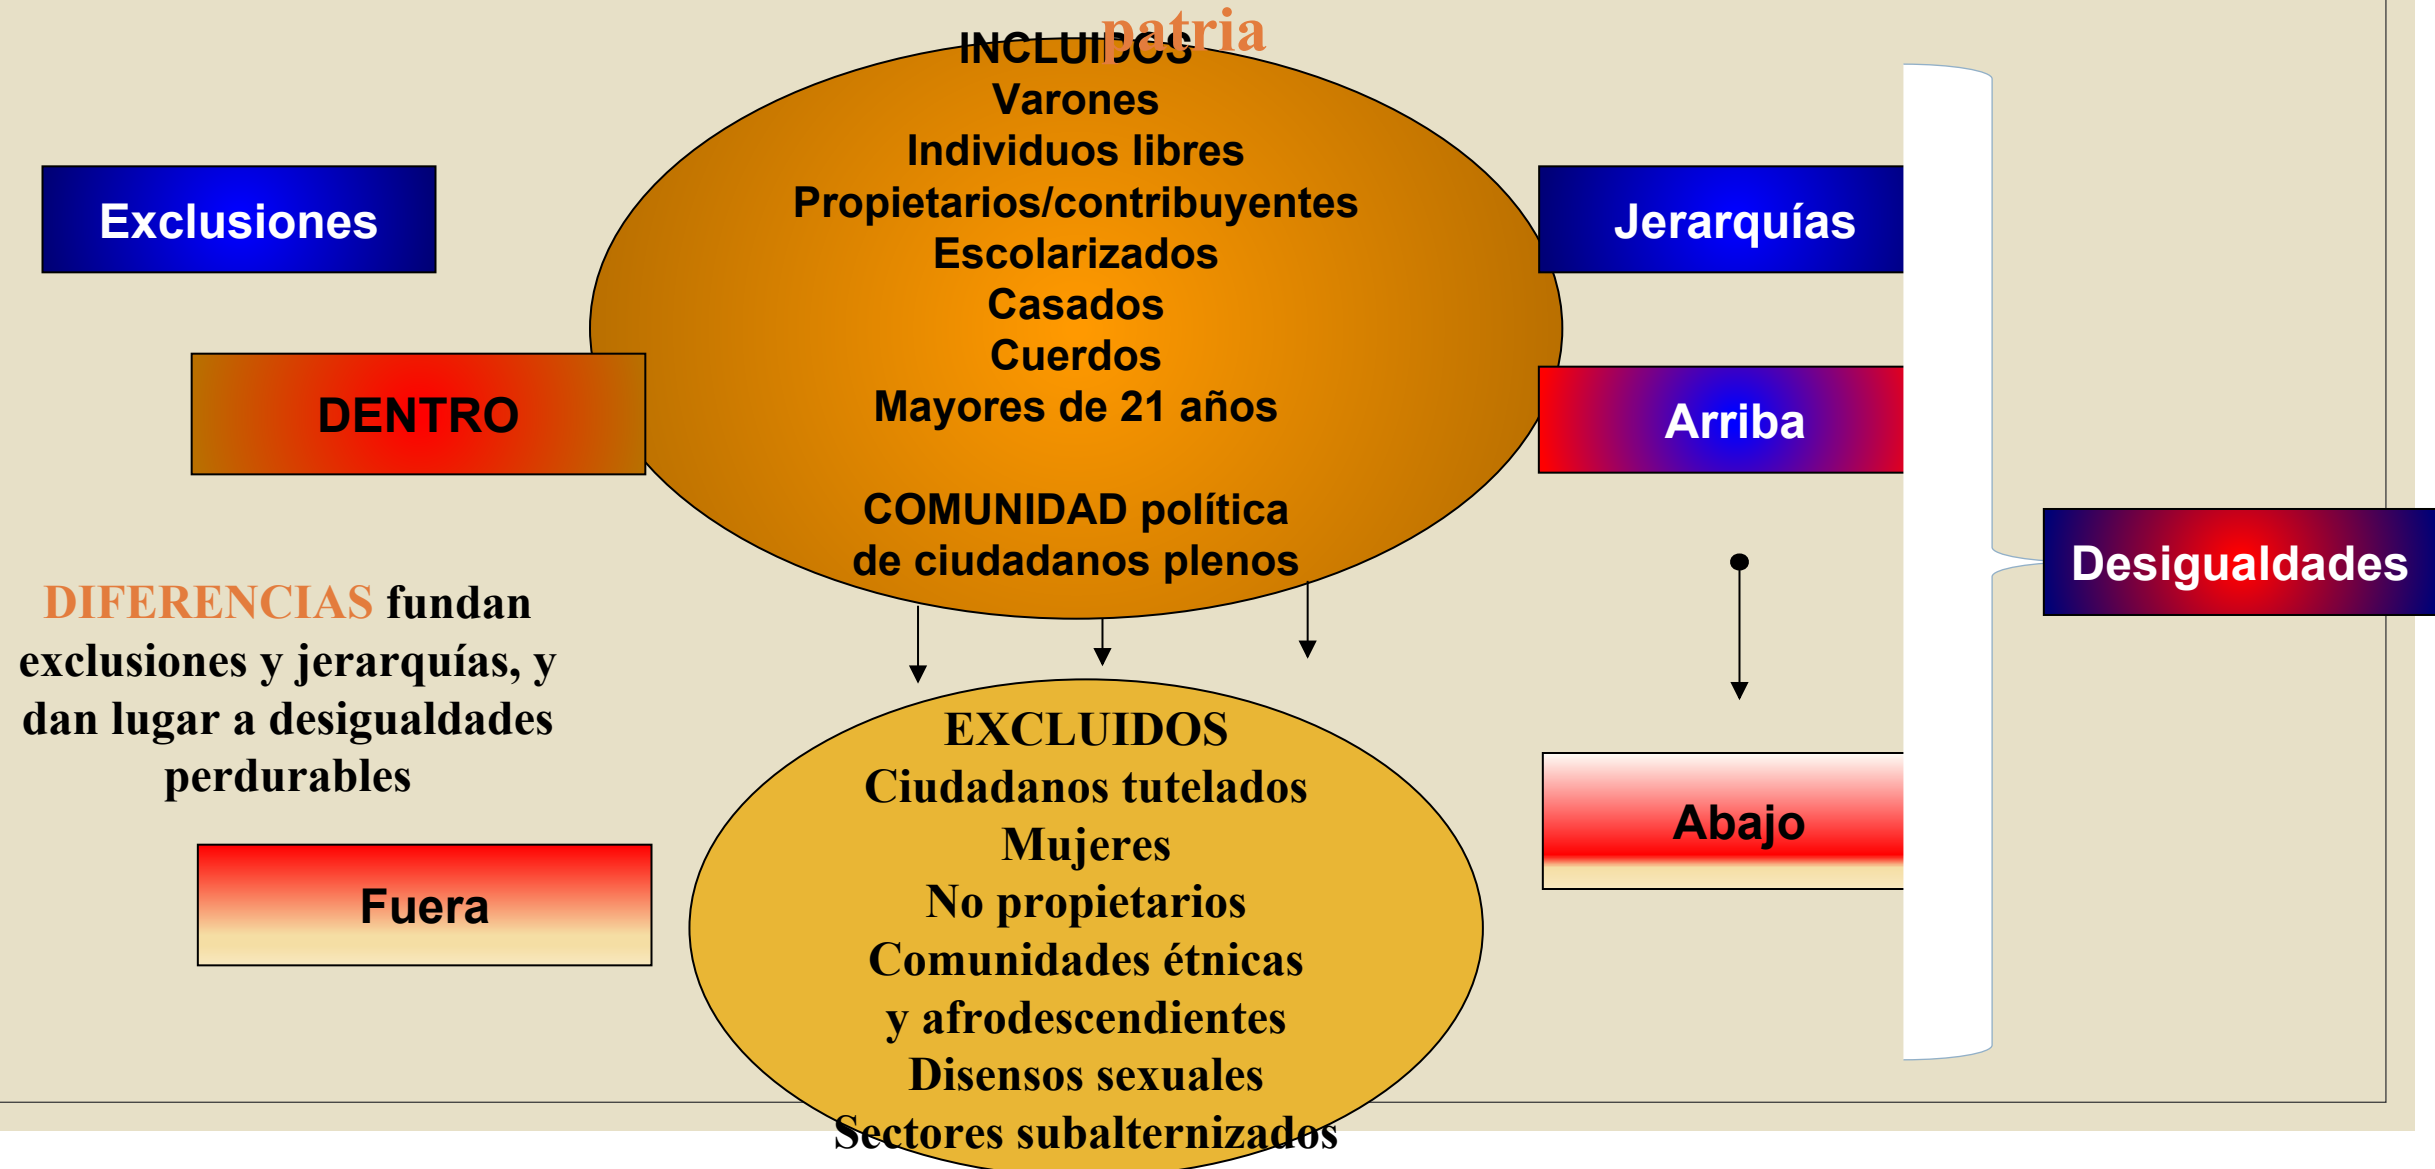 patria
INCLUIDOS
Varones
Individuos libres
Propietarios/contribuyentes
Escolarizados
Casados
Cuerdos
Mayores de 21 años
COMUNIDAD política
de ciudadanos plenos
Exclusiones
DENTRO
Jerarquías
Arriba
Desigualdades
DIFERENCIAS fundan
exclusiones y jerarquías, y
dan lugar a desigualdades
perdurables
Fuera
EXCLUIDOS
Ciudadanos tutelados
Mujeres
No propietarios
Comunidades étnicas
y afrodescendientes
Disensos sexuales
Sectores subalternizados
Abajo